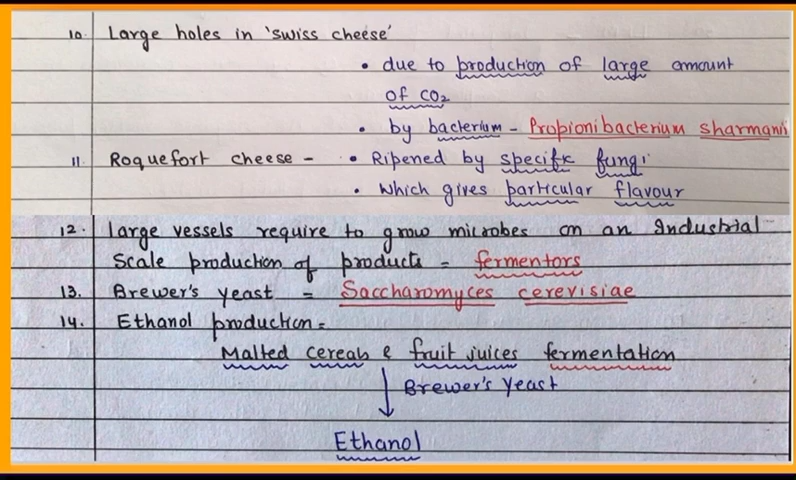 10. Large holes in 'swiss cheese'
• due to production of large amount
of CO2
• by bacterium - Propionibacterium sharmanii
11. Roquefort cheese - • Ripened by specific fungi
• which gives particular flavour
12. Large vessels require to grow microbes on an Industrial
Scale production of products = fermentors
13. Brewer's yeast = Saccharomyces cerevisiae
14. Ethanol production =
Malted cereals & fruit juices fermentation
Brewer's yeast
Ethanol